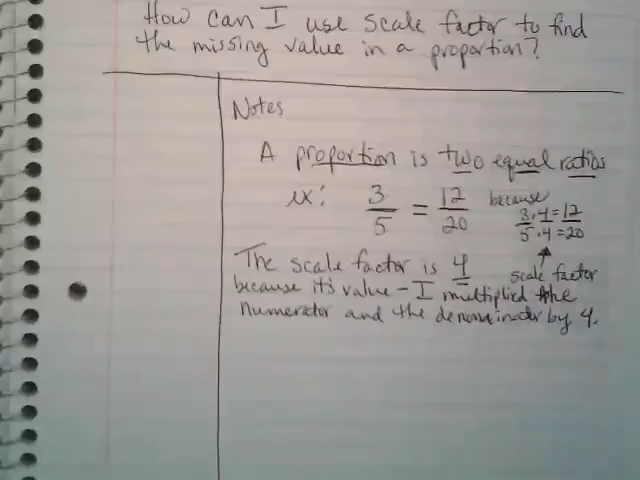 How can I use scale factor to find
the missing value in a proportion?
Notes
A proportion is two equal ratios
ex: 3/5 = 12/20 because
3·4=12
5·4=20
The scale factor is 4 scale factor
because its value - I multiplied the
numerator and the denominator by 4.